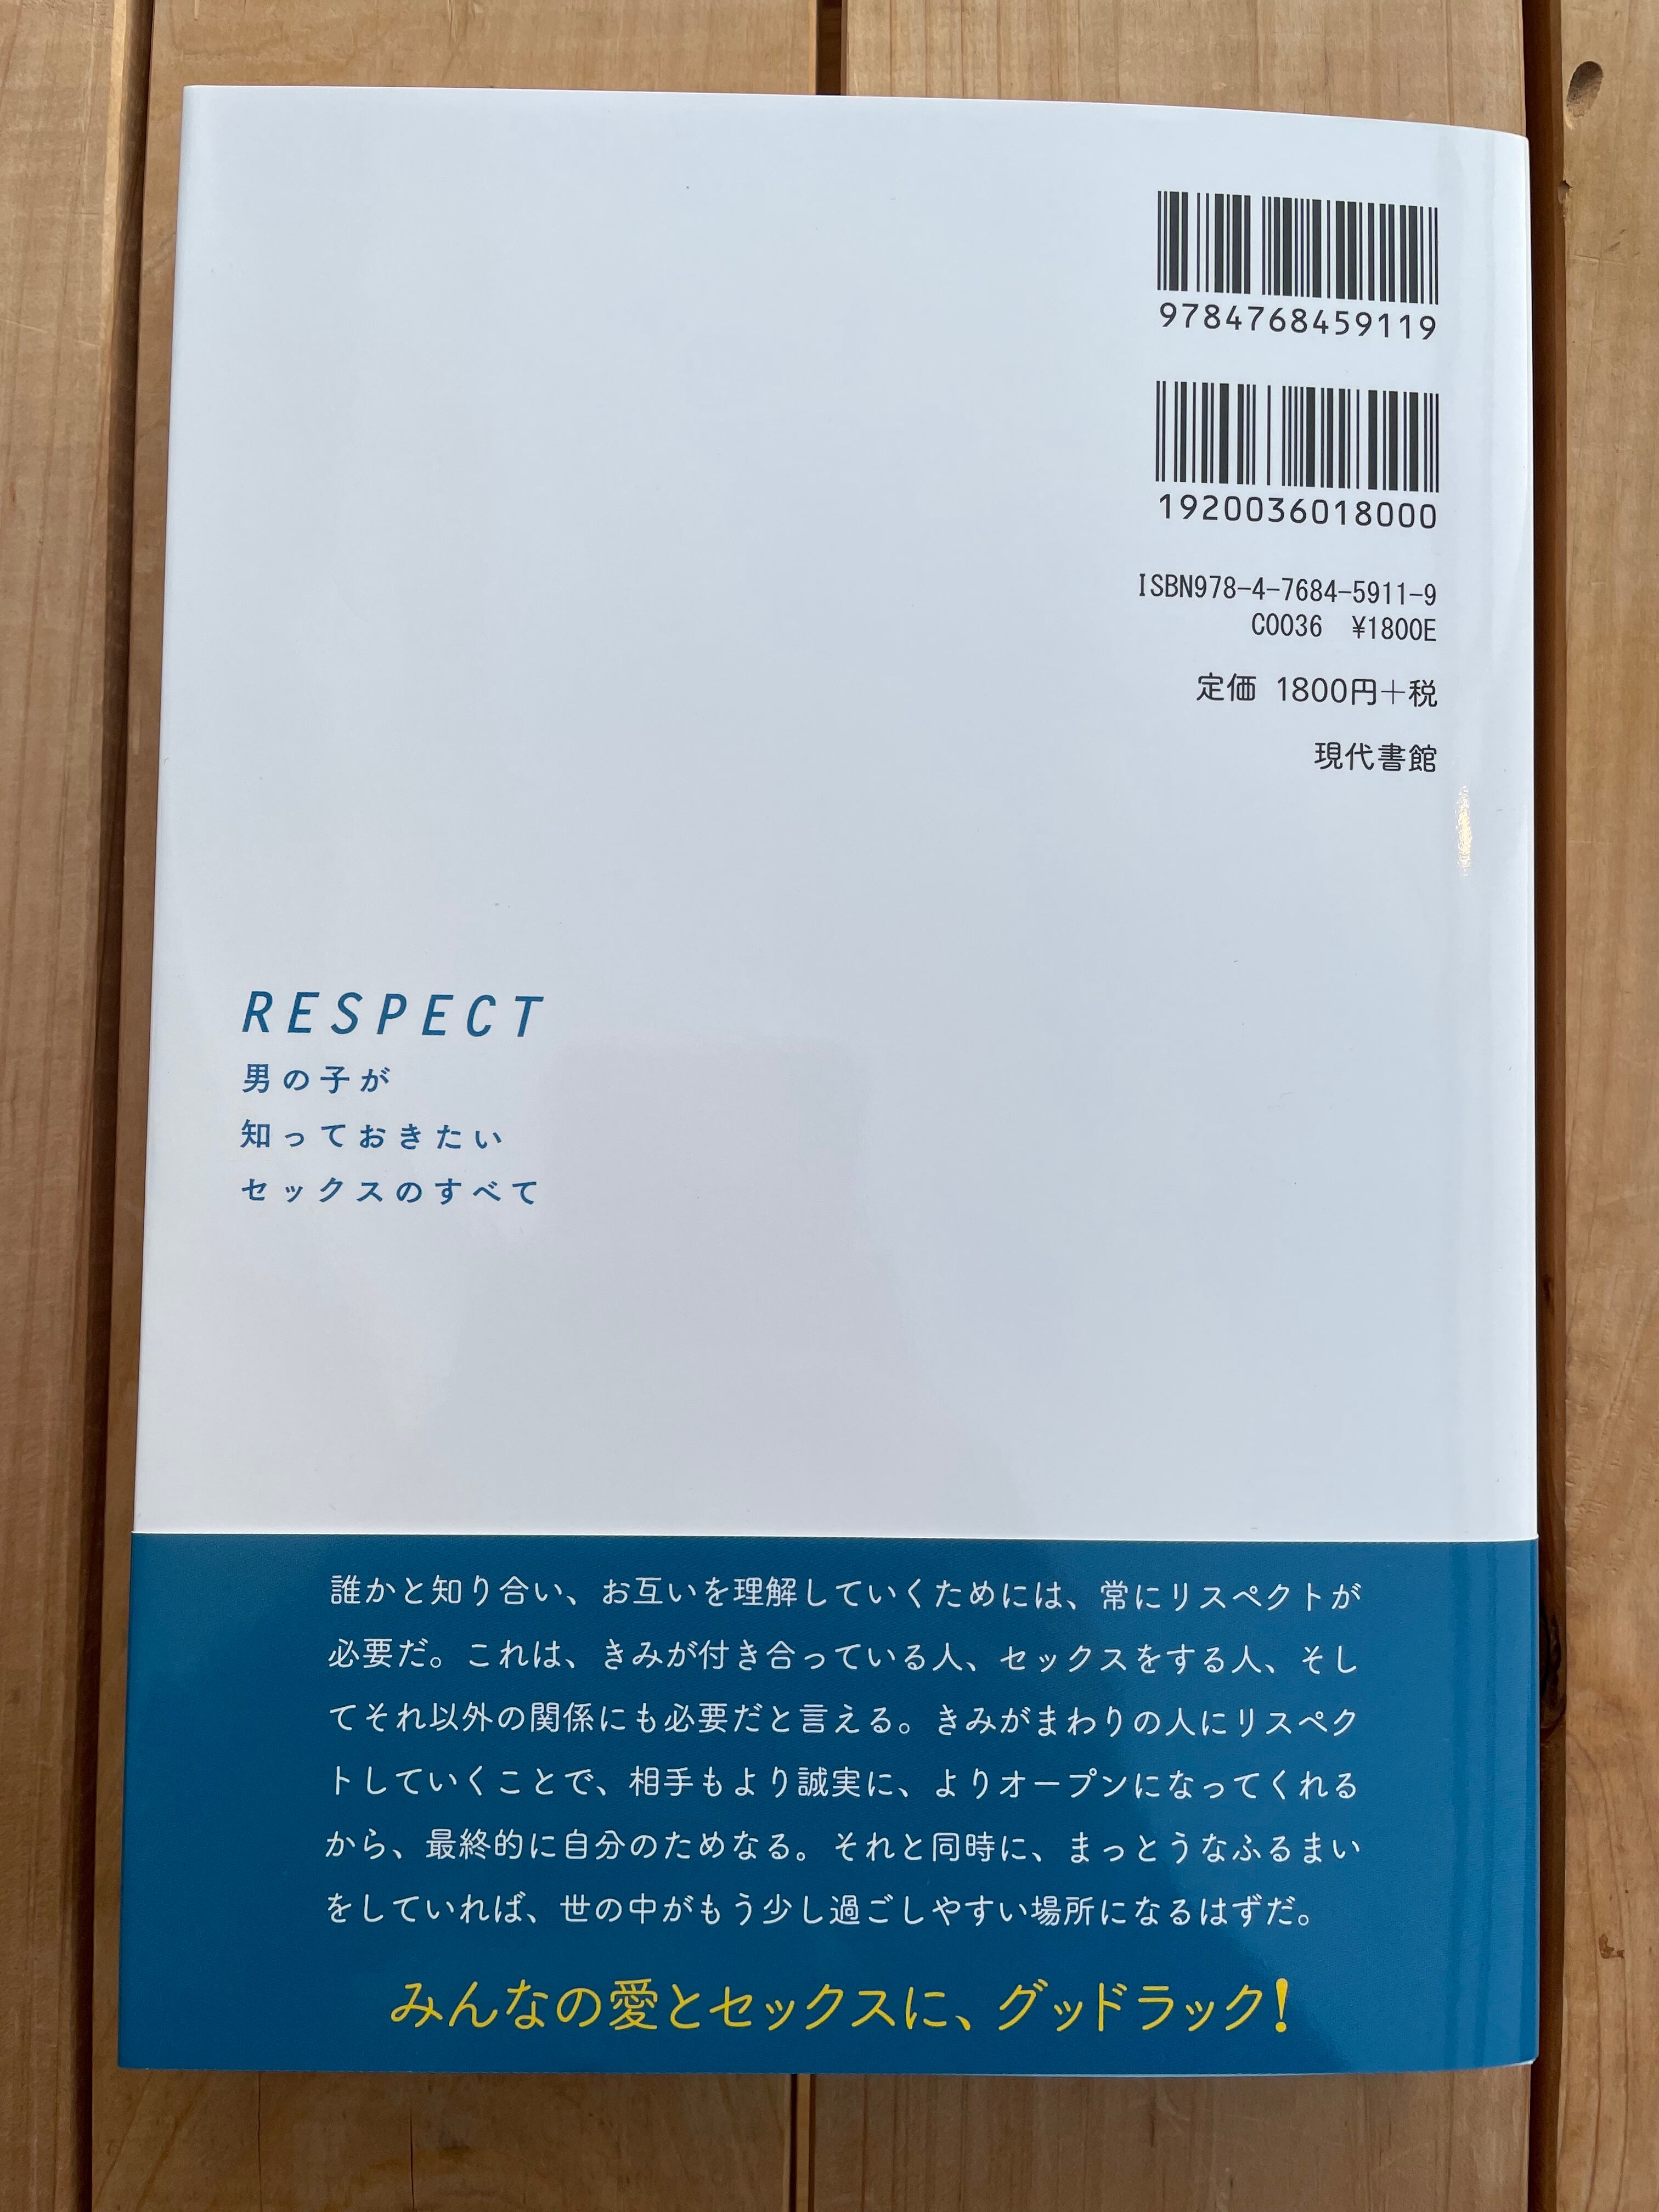 9784768459119
1920036018000
ISBN978-4-7684-5911-9
C0036 ¥1800E
定価 1800円+税
現代書館
RESPECT
男の子が
知っておきたい
セックスのすべて
誰かと知り合い、お互いを理解していくためには、常にリスペクトが
必要だ。これは、きみが付き合っている人、セックスをする人、そし
てそれ以外の関係にも必要だと言える。きみがまわりの人にリスペク
トしていくことで、相手もより誠実に、よりオープンになってくれる
から、最終的に自分のためなる。それと同時に、まっとうなふるまい
をしていれば、世の中がもう少し過ごしやすい場所になるはずだ。
みんなの愛とセックスに、グッドラック!